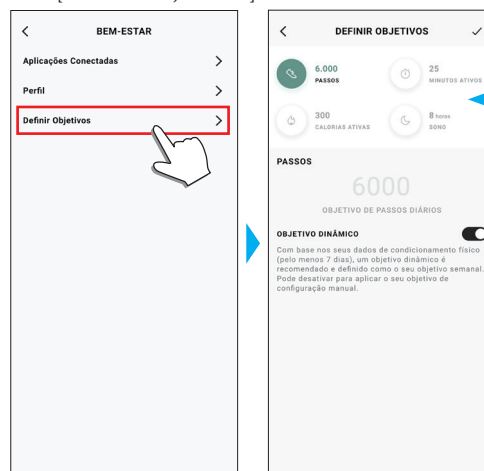 BEM-ESTAR
Aplicações Conectadas
Perfil
Definir Objetivos
DEFINIR OBJETIVOS
6.000
PASSOS
25
MINUTOS ATIVOS
300
CALORIAS ATIVAS
8 horas
SONO
PASSOS
6000
OBJETIVO DE PASSOS DIÁRIOS
OBJETIVO DINÂMICO
Com base nos seus dados de condicionamento físico
(pelo menos 7 dias), um objetivo dinâmico é
recomendado e definido como o seu objetivo semanal.
Pode desativar para aplicar o seu objetivo de
configuração manual.